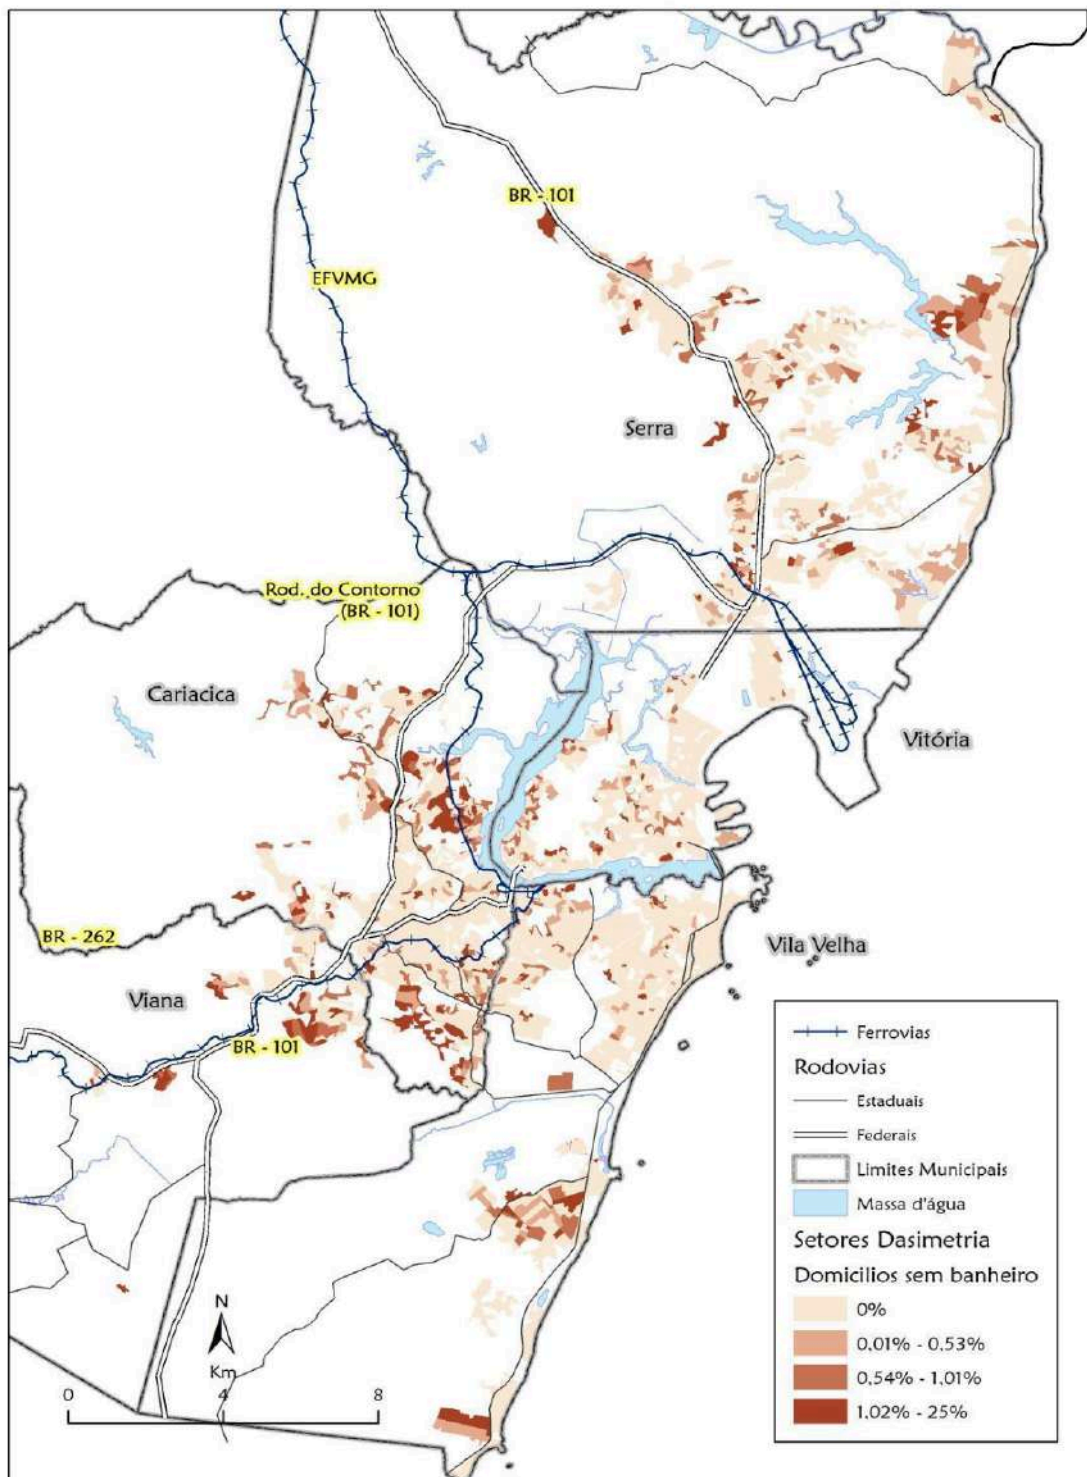 BR - 101
EFVMG
Serra
Rod. do Contorno
(BR - 101)
Cariacica
Vitória
BR - 262
Vila Velha
Viana
BR - 101
Ferrovias
Rodovias
Estaduais
Federais
Limites Municipais
Massa d'água
Setores Dasimetria
Domicilios sem banheiro
0%
0,01% - 0,53%
0,54% - 1,01%
1,02% - 25%
N
Km
0 4 8